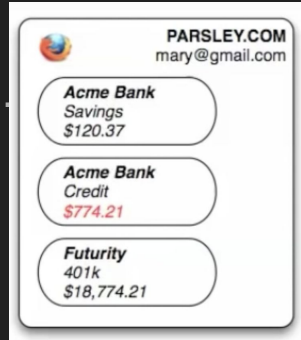 PARSLEY.COM
mary@gmail.com
Acme Bank
Savings
$120.37
Acme Bank
Credit
$774.21
Futurity
401k
$18,774.21